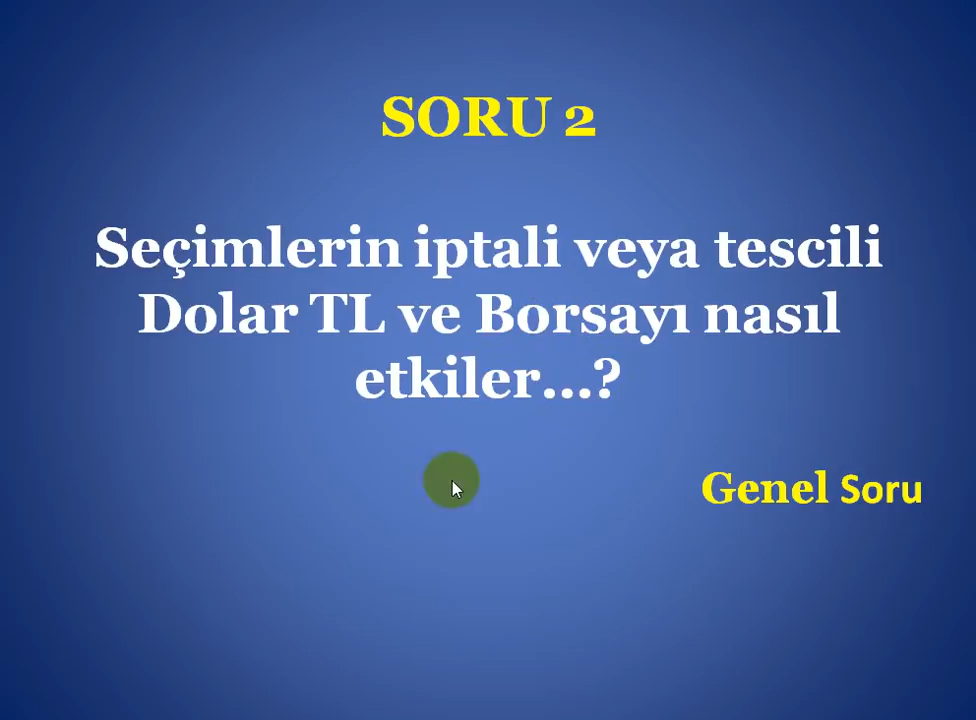 SORU 2
Seçimlerin iptali veya tescili
Dolar TL ve Borsayı nasıl
etkiler...?
Genel Soru